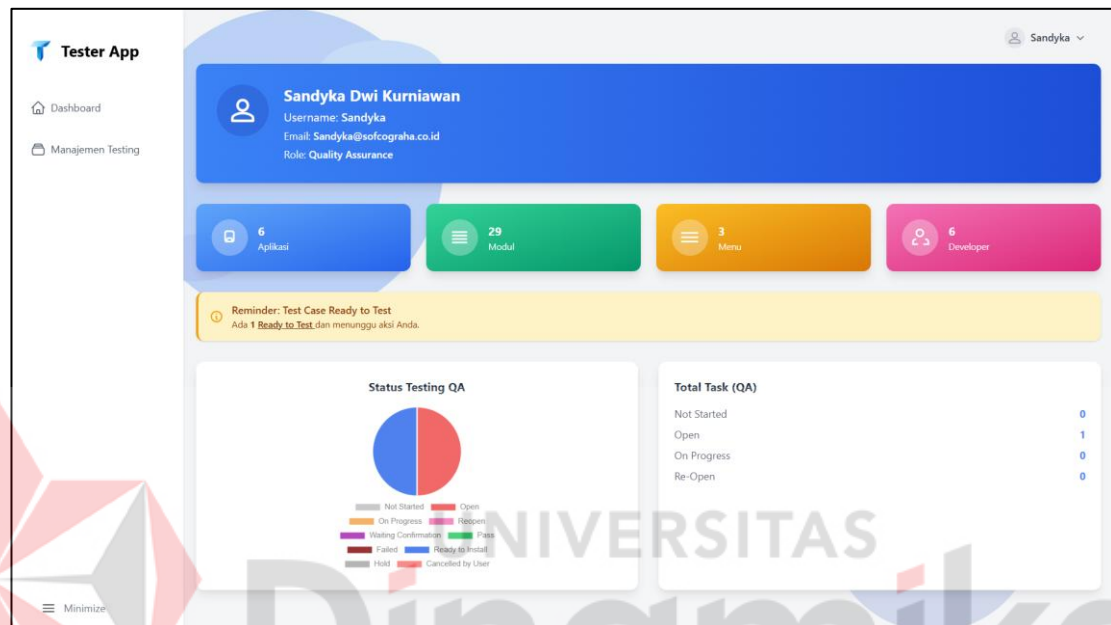 Tester App
Sandyka
Dashboard
Manajemen Testing
Minimize
Sandyka Dwi Kurniawan
Username: Sandyka
Email: Sandyka@sofcograha.co.id
Role: Quality Assurance
6
Aplikasi
29
Modul
3
Menu
6
Developer
Reminder: Test Case Ready to Test
Ada 1 Ready to Test dan menunggu aksi Anda.
Status Testing QA
Not Started Open
On Progress Reopen
Waiting Confirmation Pass
Failed Ready to Install
Hold Cancelled by User
Total Task (QA)
Not Started 0
Open 1
On Progress 0
Re-Open 0
UNIVERSITAS
Dinamika